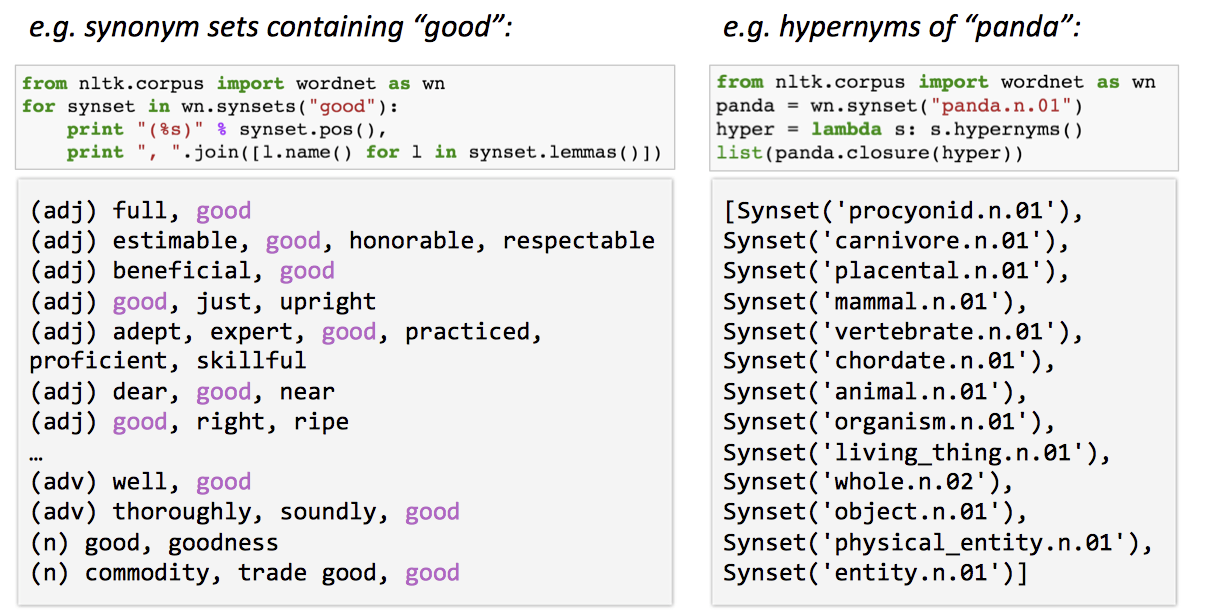 e.g. synonym sets containing “good”:
from nltk.corpus import wordnet as wn
for synset in wn.synsets("good"):
    print "(%s)" % synset.pos(),
    print ", ".join([l.name() for l in synset.lemmas()])
(adj) full, good
(adj) estimable, good, honorable, respectable
(adj) beneficial, good
(adj) good, just, upright
(adj) adept, expert, good, practiced,
proficient, skillful
(adj) dear, good, near
(adj) good, right, ripe
…
(adv) well, good
(adv) thoroughly, soundly, good
(n) good, goodness
(n) commodity, trade good, good
e.g. hypernyms of “panda”:
from nltk.corpus import wordnet as wn
panda = wn.synset("panda.n.01")
hyper = lambda s: s.hypernyms()
list(panda.closure(hyper))
[Synset('procyonid.n.01'),
Synset('carnivore.n.01'),
Synset('placental.n.01'),
Synset('mammal.n.01'),
Synset('vertebrate.n.01'),
Synset('chordate.n.01'),
Synset('animal.n.01'),
Synset('organism.n.01'),
Synset('living_thing.n.01'),
Synset('whole.n.02'),
Synset('object.n.01'),
Synset('physical_entity.n.01'),
Synset('entity.n.01')]